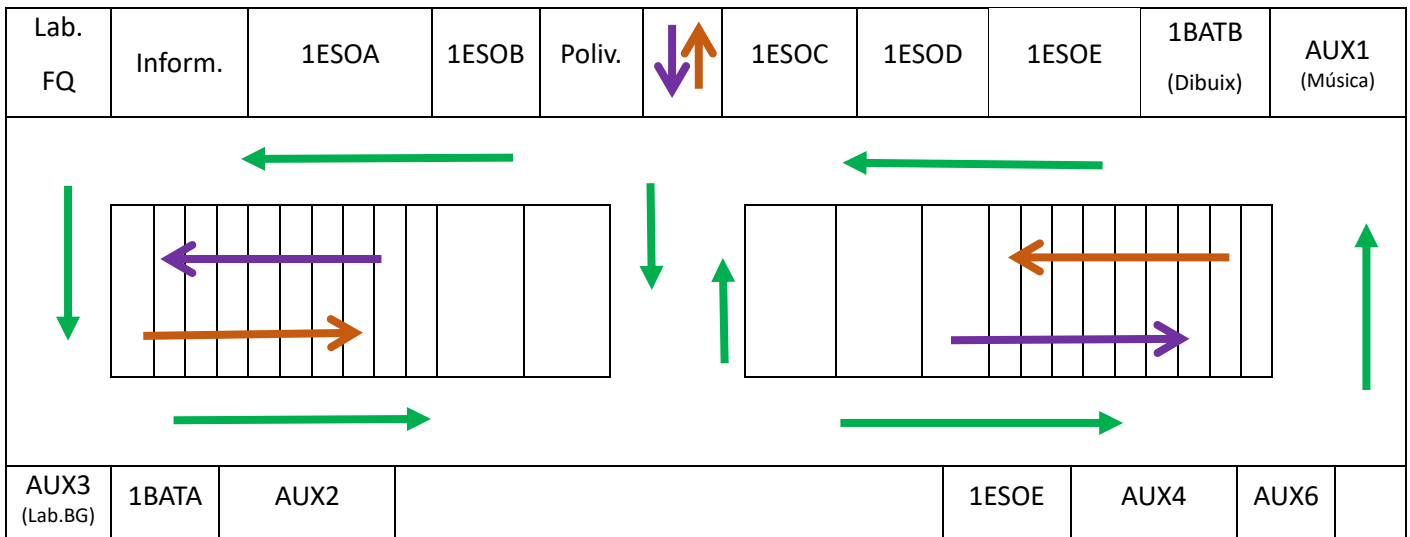 Lab.
FQ
Inform.
1ESOA
1ESOB
Poliv.
1ESOC
1ESOD
1ESOE
1BATB
(Dibuix)
AUX1
(Música)
AUX3
(Lab.BG)
1BATA
AUX2
1ESOE
AUX4
AUX6